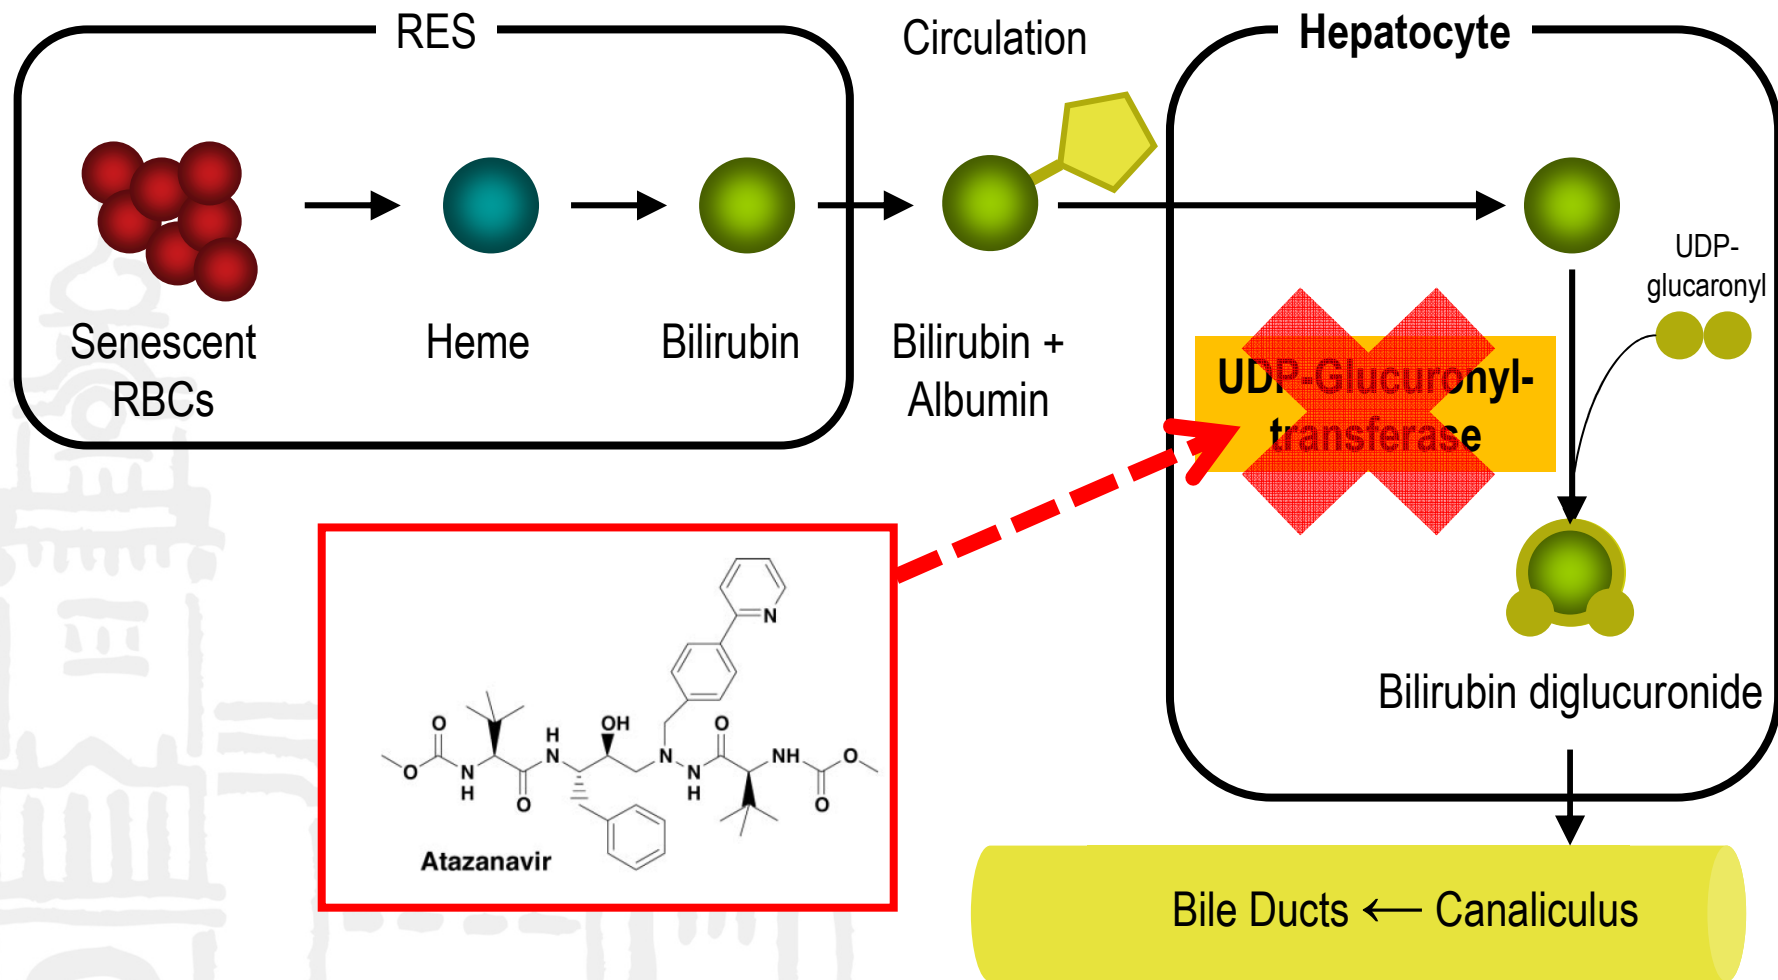 RES
Circulation
Hepatocyte
Senescent
RBCs
Heme
Bilirubin
Bilirubin +
Albumin
UDP-
glucaronyl
UDP-Glucuronyl-
transferase
Bilirubin diglucuronide
N
O
O
N
H
O
H
N
OH
N
N
H
O
NH
O
O
Atazanavir
Bile Ducts ← Canaliculus